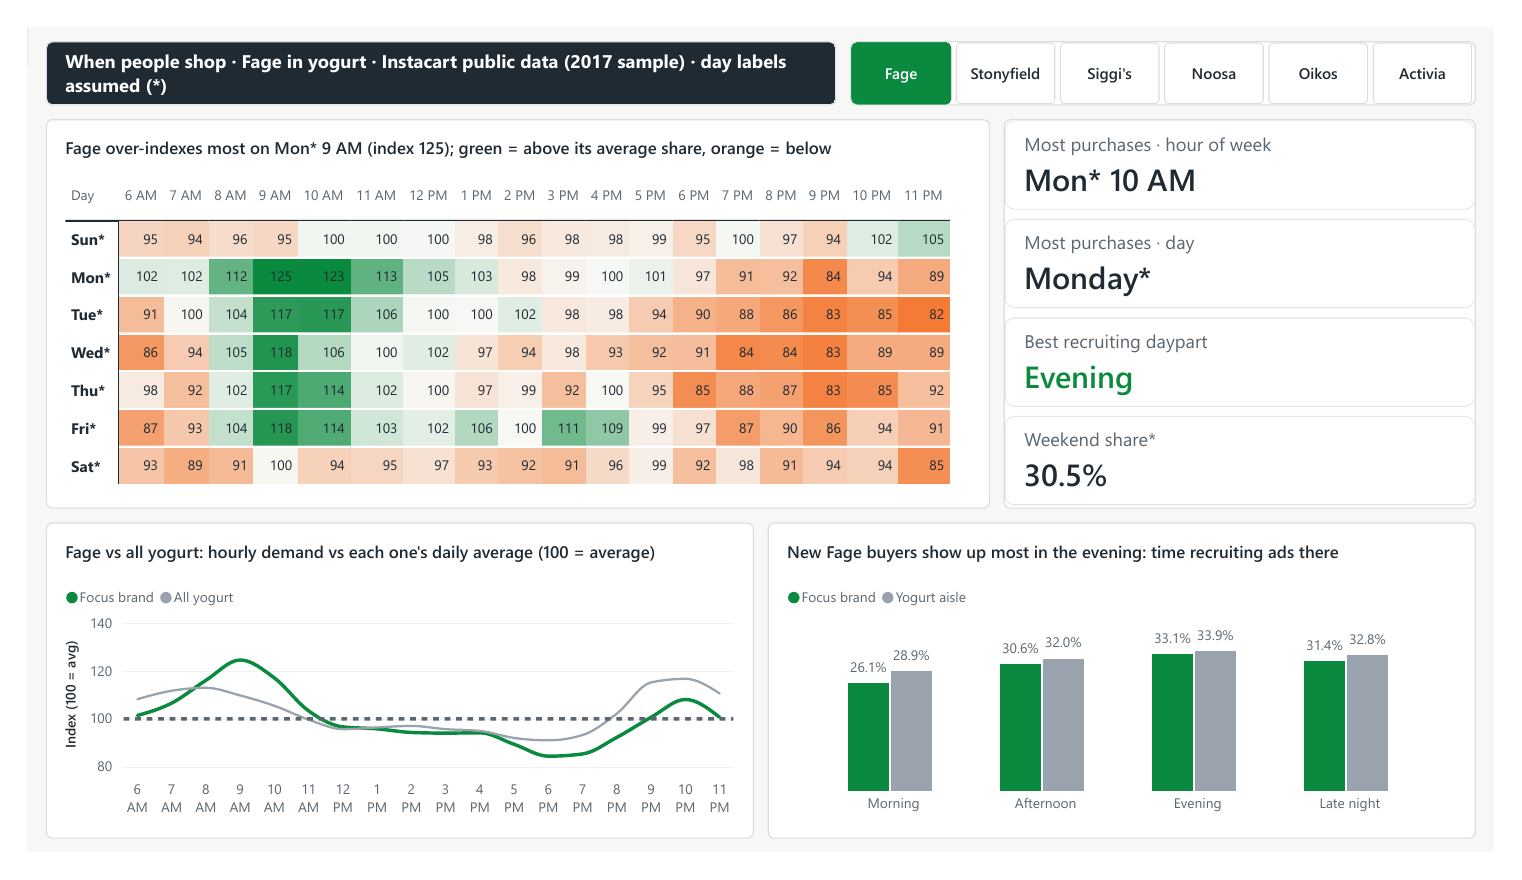 When people shop · Fage in yogurt · Instacart public data (2017 sample) · day labels
assumed (*)
Fage Stonyfield Siggi's Noosa Oikos Activia
Fage over-indexes most on Mon* 9 AM (index 125); green = above its average share, orange = below
Day 6 AM 7 AM 8 AM 9 AM 10 AM 11 AM 12 PM 1 PM 2 PM 3 PM 4 PM 5 PM 6 PM 7 PM 8 PM 9 PM 10 PM 11 PM
Sun* 95 94 96 95 100 100 100 98 96 98 98 99 95 100 97 94 102 105
Mon* 102 102 112 125 123 113 105 103 98 99 100 101 97 91 92 84 94 89
Tue* 91 100 104 117 117 106 100 100 102 98 98 94 90 88 86 83 85 82
Wed* 86 94 105 118 106 100 102 97 94 98 93 92 91 84 84 83 89 89
Thu* 98 92 102 117 114 102 100 97 99 92 100 95 85 88 87 83 85 92
Fri* 87 93 104 118 114 103 102 106 100 111 109 99 97 87 90 86 94 91
Sat* 93 89 91 100 94 95 97 93 92 91 96 99 92 98 91 94 94 85
Most purchases · hour of week
Mon* 10 AM
Most purchases · day
Monday*
Best recruiting daypart
Evening
Weekend share*
30.5%
Fage vs all yogurt: hourly demand vs each one's daily average (100 = average)
Focus brand All yogurt
Index (100 = avg)
140
120
100
80
6 7 8 9 10 11 12 1 2 3 4 5 6 7 8 9 10 11
AM AM AM AM AM AM PM PM PM PM PM PM PM PM PM PM PM PM
New Fage buyers show up most in the evening: time recruiting ads there
Focus brand Yogurt aisle
26.1% 28.9% 30.6% 32.0% 33.1% 33.9% 31.4% 32.8%
Morning Afternoon Evening Late night